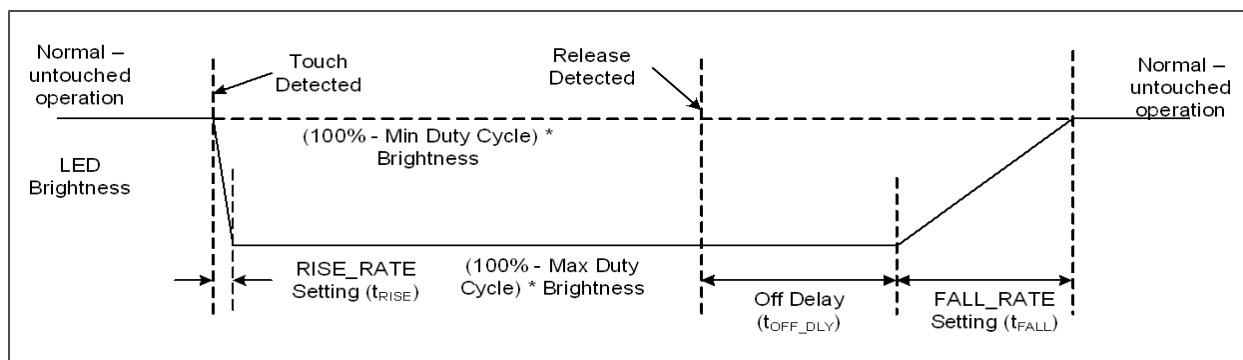 Normal –
untouched
operation
Touch
Detected
Release
Detected
Normal –
untouched
operation
(100% - Min Duty Cycle) *
Brightness
LED
Brightness
RISE_RATE
Setting (tRISE)
(100% - Max Duty
Cycle) * Brightness
Off Delay
(tOFF_DLY)
FALL_RATE
Setting (tFALL)